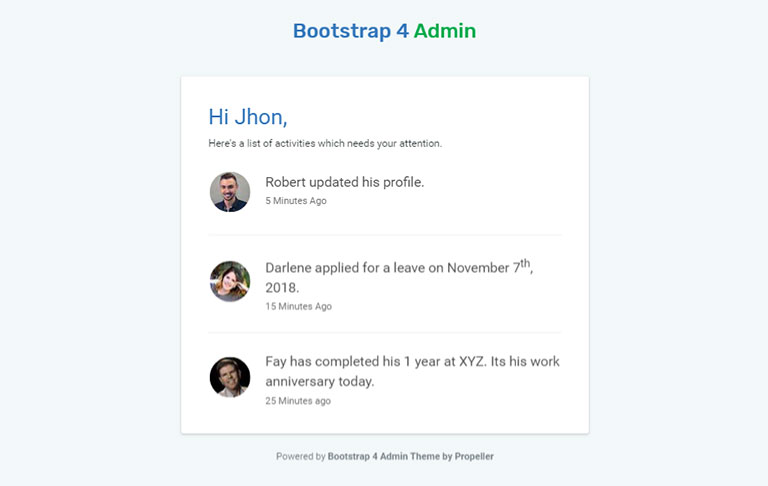 Bootstrap 4 Admin
Hi Jhon,
Here's a list of activities which needs your attention.
Robert updated his profile.
5 Minutes Ago
Darlene applied for a leave on November 7th,
2018.
15 Minutes Ago
Fay has completed his 1 year at XYZ. Its his work
anniversary today.
25 Minutes ago
Powered by Bootstrap 4 Admin Theme by Propeller